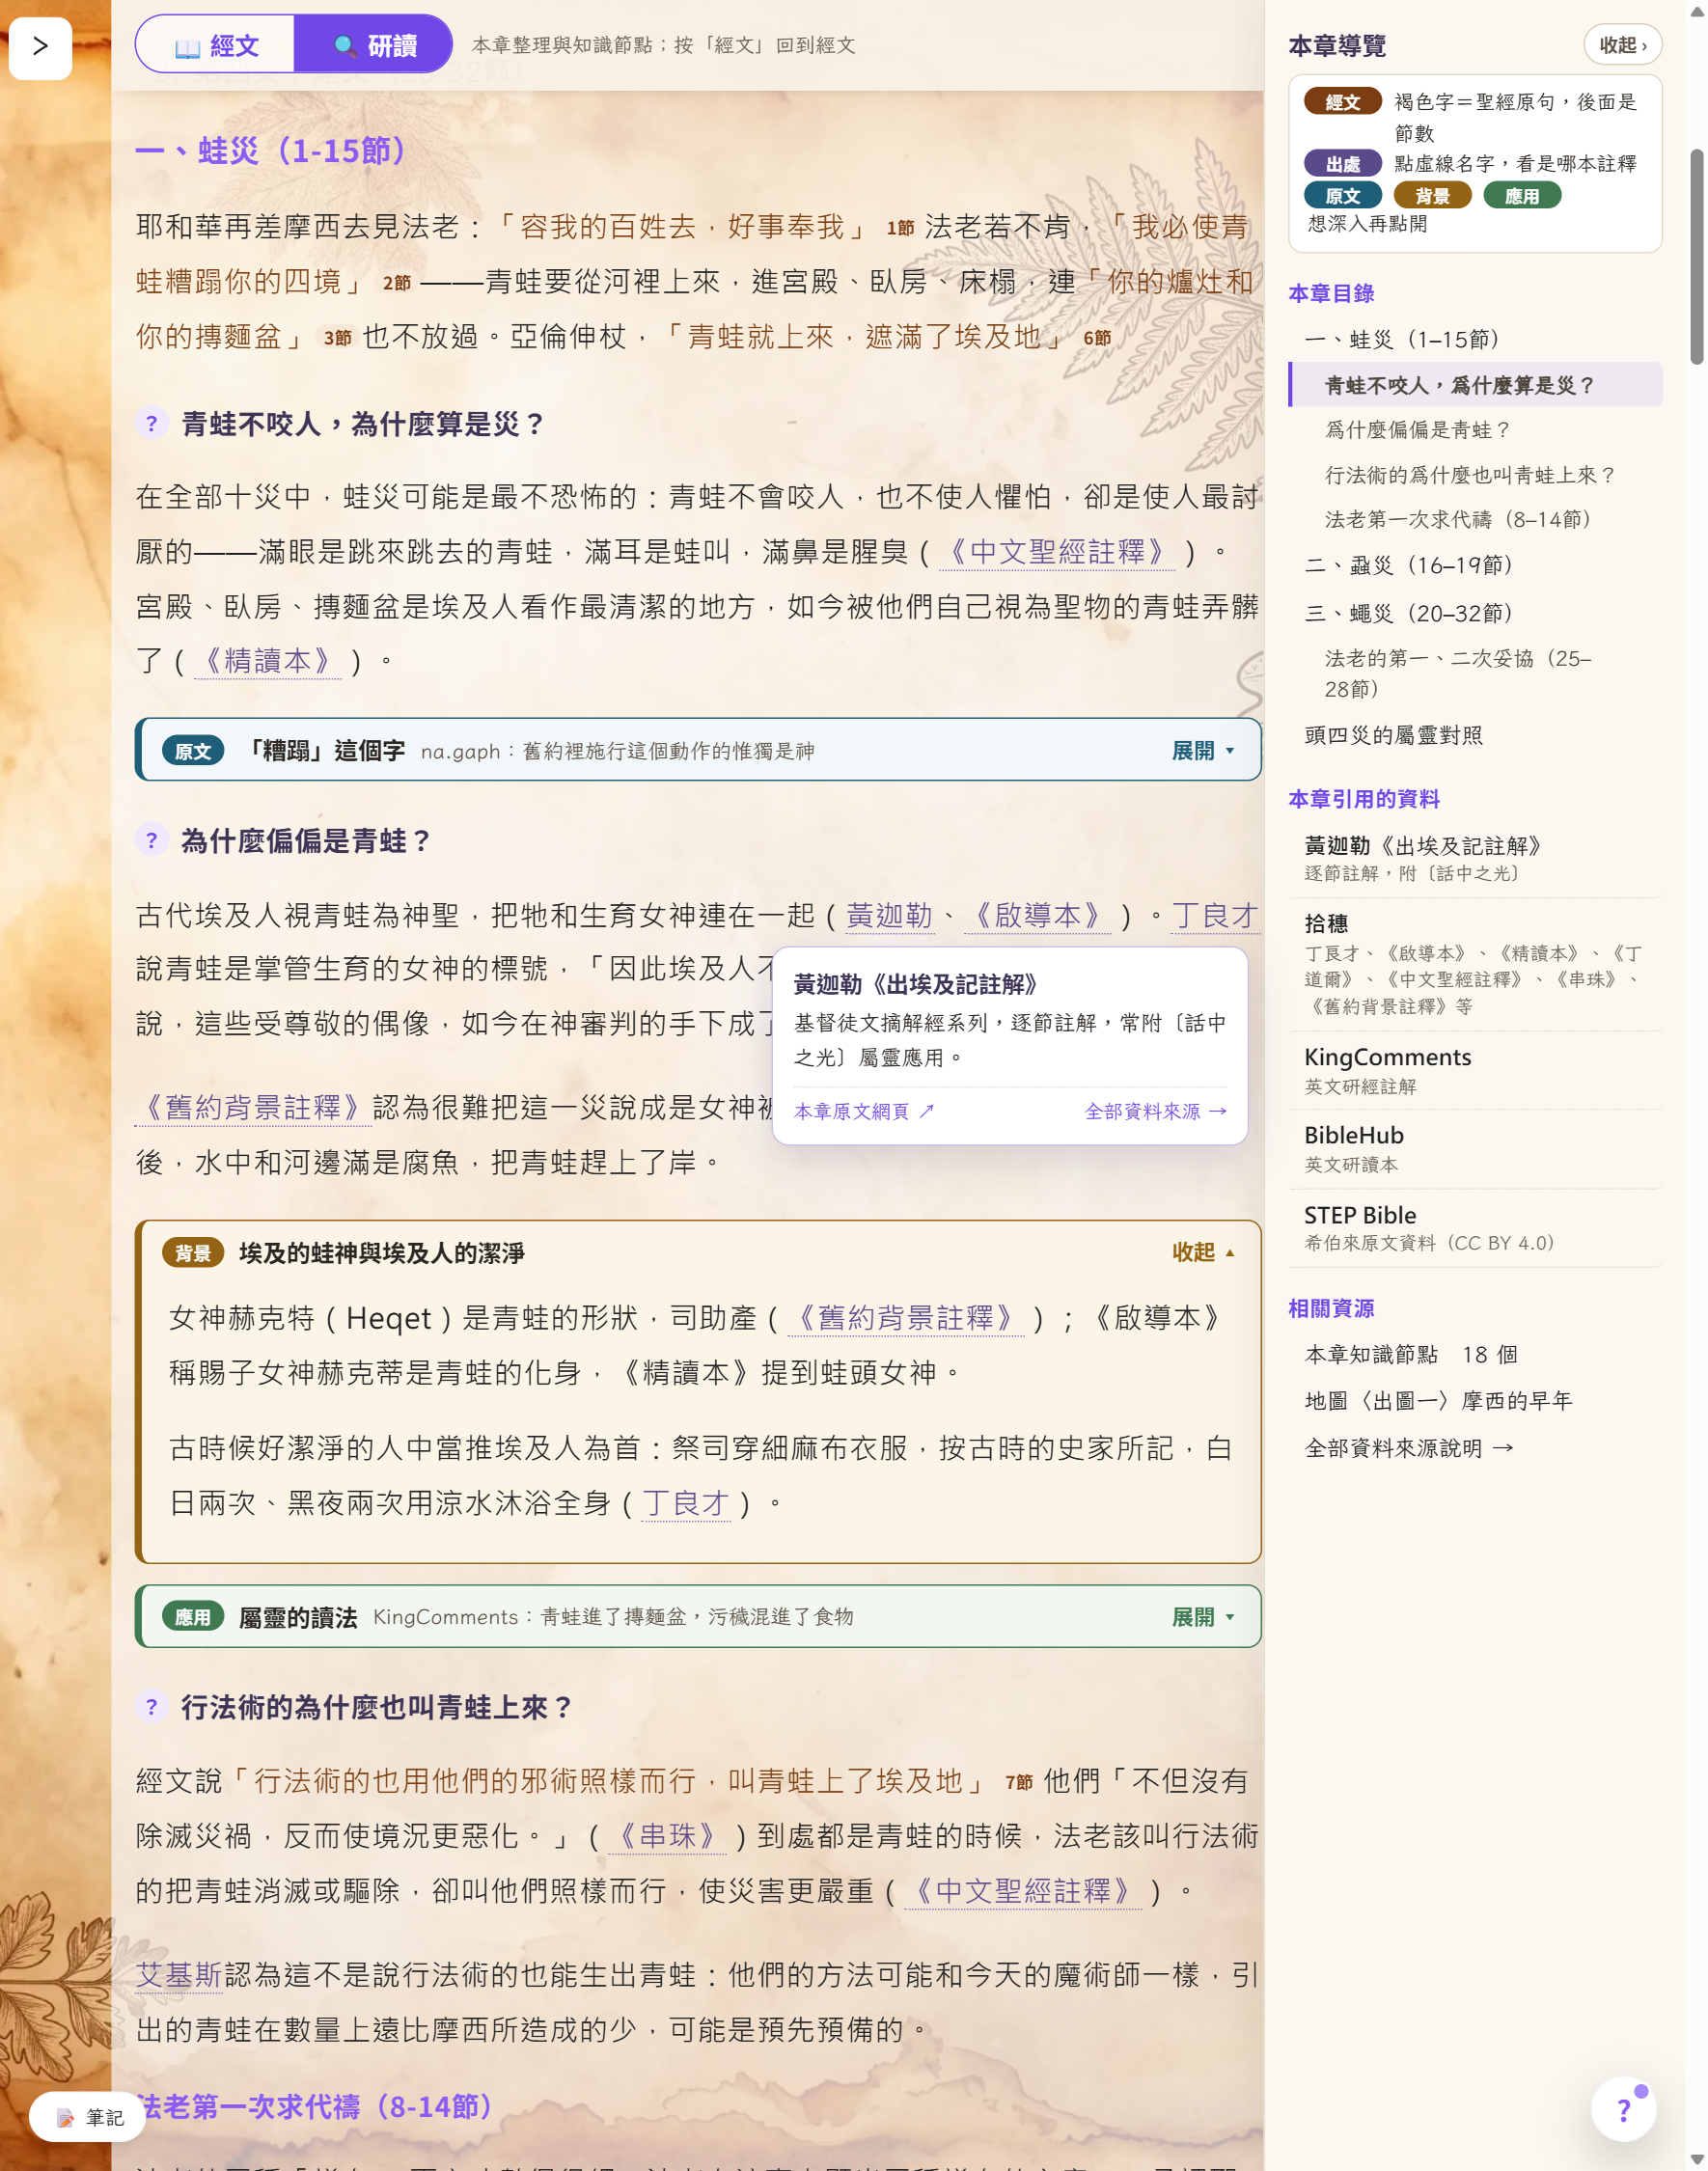 >
📖 經文
🔍 研讀
本章整理與知識節點；按「經文」回到經文
一、蛙災（1-15節）
耶和華再差摩西去見法老：「容我的百姓去，好事奉我」 1節 法老若不肯，「我必使青
蛙糟蹋你的四境」 2節 ——青蛙要從河裡上來，進宮殿、臥房、床榻，連「你的爐灶和
你的摶麵盆」 3節 也不放過。亞倫伸杖，「青蛙就上來，遮滿了埃及地」 6節
? 青蛙不咬人，為什麼算是災？
在全部十災中，蛙災可能是最不恐怖的：青蛙不會咬人，也不使人懼怕，卻是使人最討
厭的——滿眼是跳來跳去的青蛙，滿耳是蛙叫，滿鼻是腥臭（《中文聖經註釋》）。
宮殿、臥房、摶麵盆是埃及人看作最清潔的地方，如今被他們自己視為聖物的青蛙弄髒
了（《精讀本》）。
原文 「糟蹋」這個字 na.gaph：舊約裡施行這個動作的惟獨是神 展開 ▾
? 為什麼偏偏是青蛙？
古代埃及人視青蛙為神聖，把牠和生育女神連在一起（黃迦勒、《啟導本》）。丁良才
說青蛙是掌管生育的女神的標號，「因此埃及人不
說，這些受尊敬的偶像，如今在神審判的手下成了
《舊約背景註釋》認為很難把這一災說成是女神被
後，水中和河邊滿是腐魚，把青蛙趕上了岸。
黃迦勒《出埃及記註解》
基督徒文摘解經系列，逐節註解，常附〔話中
之光〕屬靈應用。
本章原文網頁 ↗ 全部資料來源 →
背景 埃及的蛙神與埃及人的潔淨 收起 ▴
女神赫克特（Heqet）是青蛙的形狀，司助產（《舊約背景註釋》）；《啟導本》
稱賜子女神赫克蒂是青蛙的化身，《精讀本》提到蛙頭女神。
古時候好潔淨的人中當推埃及人為首：祭司穿細麻布衣服，按古時的史家所記，白
日兩次、黑夜兩次用涼水沐浴全身（丁良才）。
應用 屬靈的讀法 KingComments：青蛙進了摶麵盆，污穢混進了食物 展開 ▾
? 行法術的為什麼也叫青蛙上來？
經文說「行法術的也用他們的邪術照樣而行，叫青蛙上了埃及地」 7節 他們「不但沒有
除滅災禍，反而使境況更惡化。」（《串珠》）到處都是青蛙的時候，法老該叫行法術
的把青蛙消滅或驅除，卻叫他們照樣而行，使災害更嚴重（《中文聖經註釋》）。
艾基斯認為這不是說行法術的也能生出青蛙：他們的方法可能和今天的魔術師一樣，引
出的青蛙在數量上遠比摩西所造成的少，可能是預先預備的。
法老第一次求代禱（8-14節）
📝 筆記
本章導覽
收起 ›
經文 褐色字＝聖經原句，後面是
節數
出處 點虛線名字，看是哪本註釋
原文 背景 應用
想深入再點開
本章目錄
一、蛙災（1–15節）
青蛙不咬人，為什麼算是災？
為什麼偏偏是青蛙？
行法術的為什麼也叫青蛙上來？
法老第一次求代禱（8–14節）
二、蝨災（16–19節）
三、蠅災（20–32節）
法老的第一、二次妥協（25–
28節）
頭四災的屬靈對照
本章引用的資料
黃迦勒《出埃及記註解》
逐節註解，附〔話中之光〕
拾穗
丁良才、《啟導本》、《精讀本》、《丁
道爾》、《中文聖經註釋》、《串珠》、
《舊約背景註釋》等
KingComments
英文研經註解
BibleHub
英文研讀本
STEP Bible
希伯來原文資料（CC BY 4.0）
相關資源
本章知識節點 18 個
地圖〈出圖一〉摩西的早年
全部資料來源說明 →
?